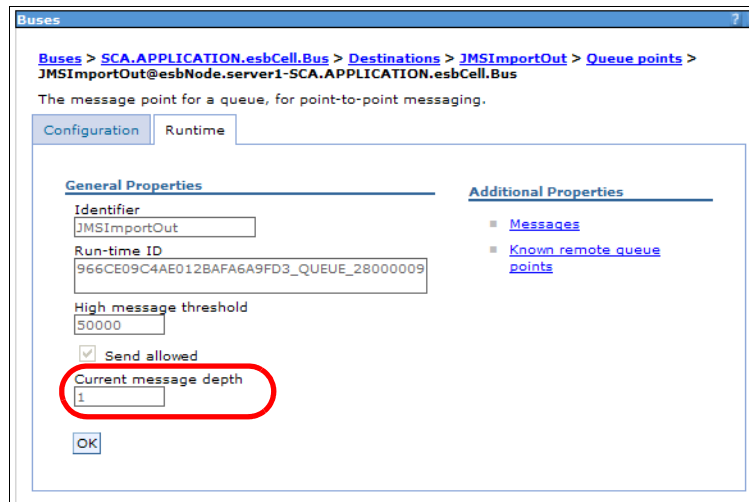 Buses
?
Buses > SCA.APPLICATION.esbCell.Bus > Destinations > JMSImportOut > Queue points >
JMSImportOut@esbNode.server1-SCA.APPLICATION.esbCell.Bus
The message point for a queue, for point-to-point messaging.
Configuration
Runtime
General Properties
Identifier
JMSImportOut
Run-time ID
966CE09C4AE012BAFA6A9FD3_QUEUE_28000009
High message threshold
50000
Send allowed
Current message depth
1
OK
Additional Properties
Messages
Known remote queue
points